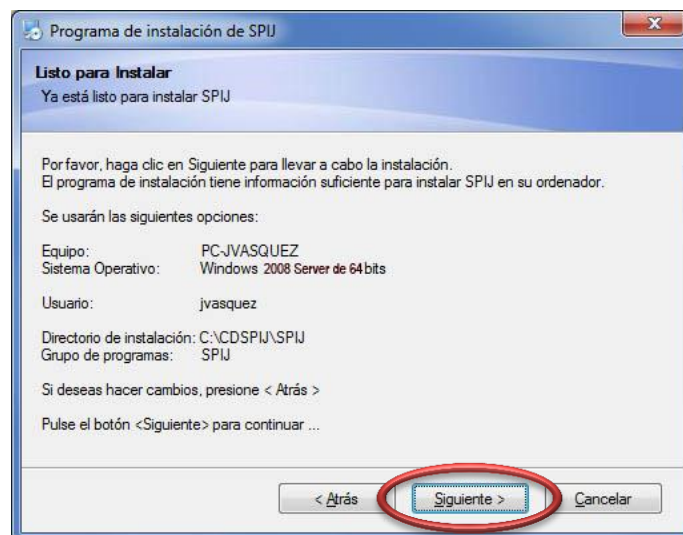 Programa de instalación de SPIJ
Listo para Instalar
Ya está listo para instalar SPIJ
Por favor, haga clic en Siguiente para llevar a cabo la instalación.
El programa de instalación tiene información suficiente para instalar SPIJ en su ordenador.
Se usarán las siguientes opciones:
Equipo: PC-JVASQUEZ
Sistema Operativo: Windows 2008 Server de 64bits
Usuario: jvasquez
Directorio de instalación: C:\CDSPIJ\SPIJ
Grupo de programas: SPIJ
Si deseas hacer cambios, presione < Atrás >
Pulse el botón <Siguiente> para continuar ...
< Atrás Siguiente > Cancelar